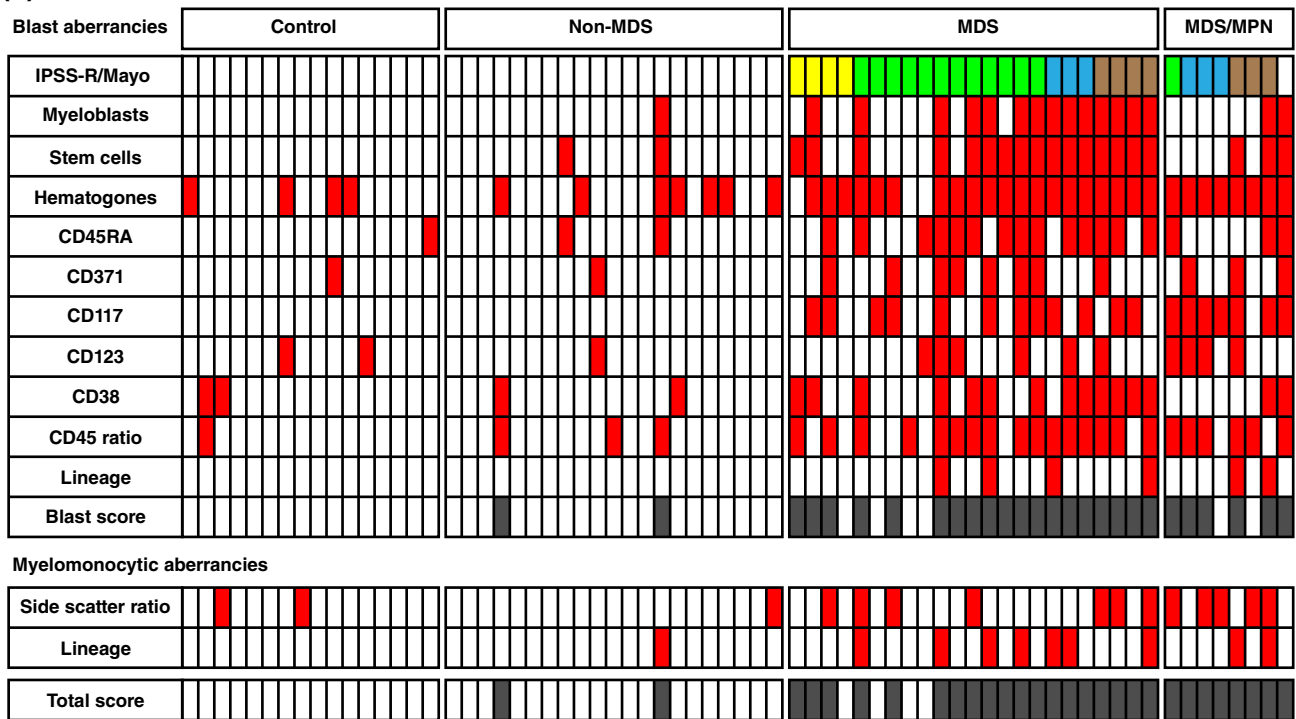 Blast aberrancies Control Non-MDS MDS MDS/MPN
IPSS-R/Mayo
Myeloblasts
Stem cells
Hematogones
CD45RA
CD371
CD117
CD123
CD38
CD45 ratio
Lineage
Blast score
Myelomonocytic aberrancies
Side scatter ratio
Lineage
Total score